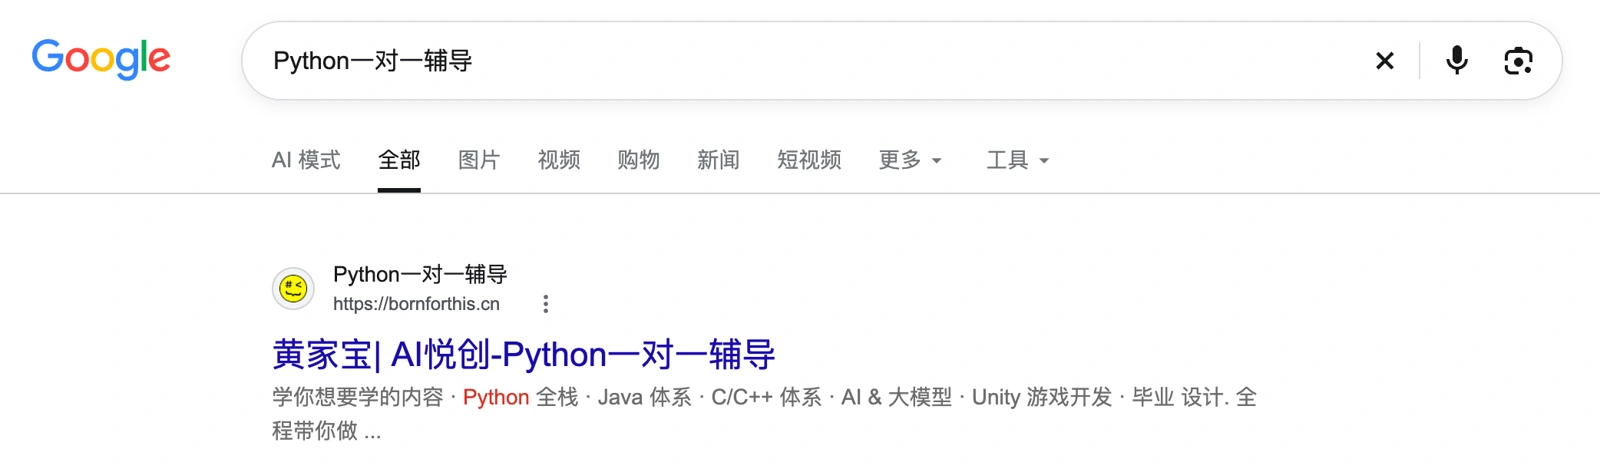 Google
Python一对一辅导
AI 模式 全部 图片 视频 购物 新闻 短视频 更多 工具
Python一对一辅导
https://bornforthis.cn
黄家宝| AI悦创-Python一对一辅导
学你想要学的内容 · Python 全栈 · Java 体系 · C/C++ 体系 · AI & 大模型 · Unity 游戏开发 · 毕业 设计. 全
程带你做 ...